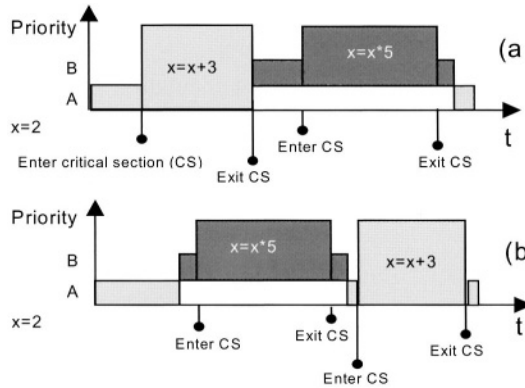 Priority
(a
x=x+3
x=x*5
B
A
x=2
t
Enter critical section (CS)
Enter CS
Exit CS
Exit CS
Priority
(b
x=x*5
x=x+3
B
A
x=2
t
Enter CS
Exit CS
Exit CS
Enter CS